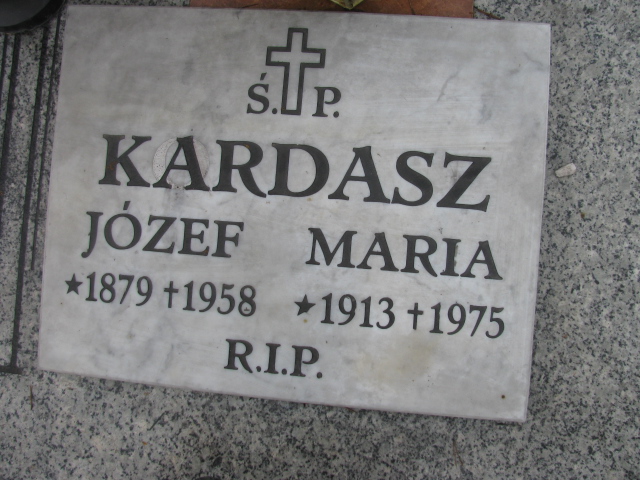 Ś. P.
KARDASZ
JÓZEF MARIA
★1879 †1958 ★1913 †1975
R.I.P.